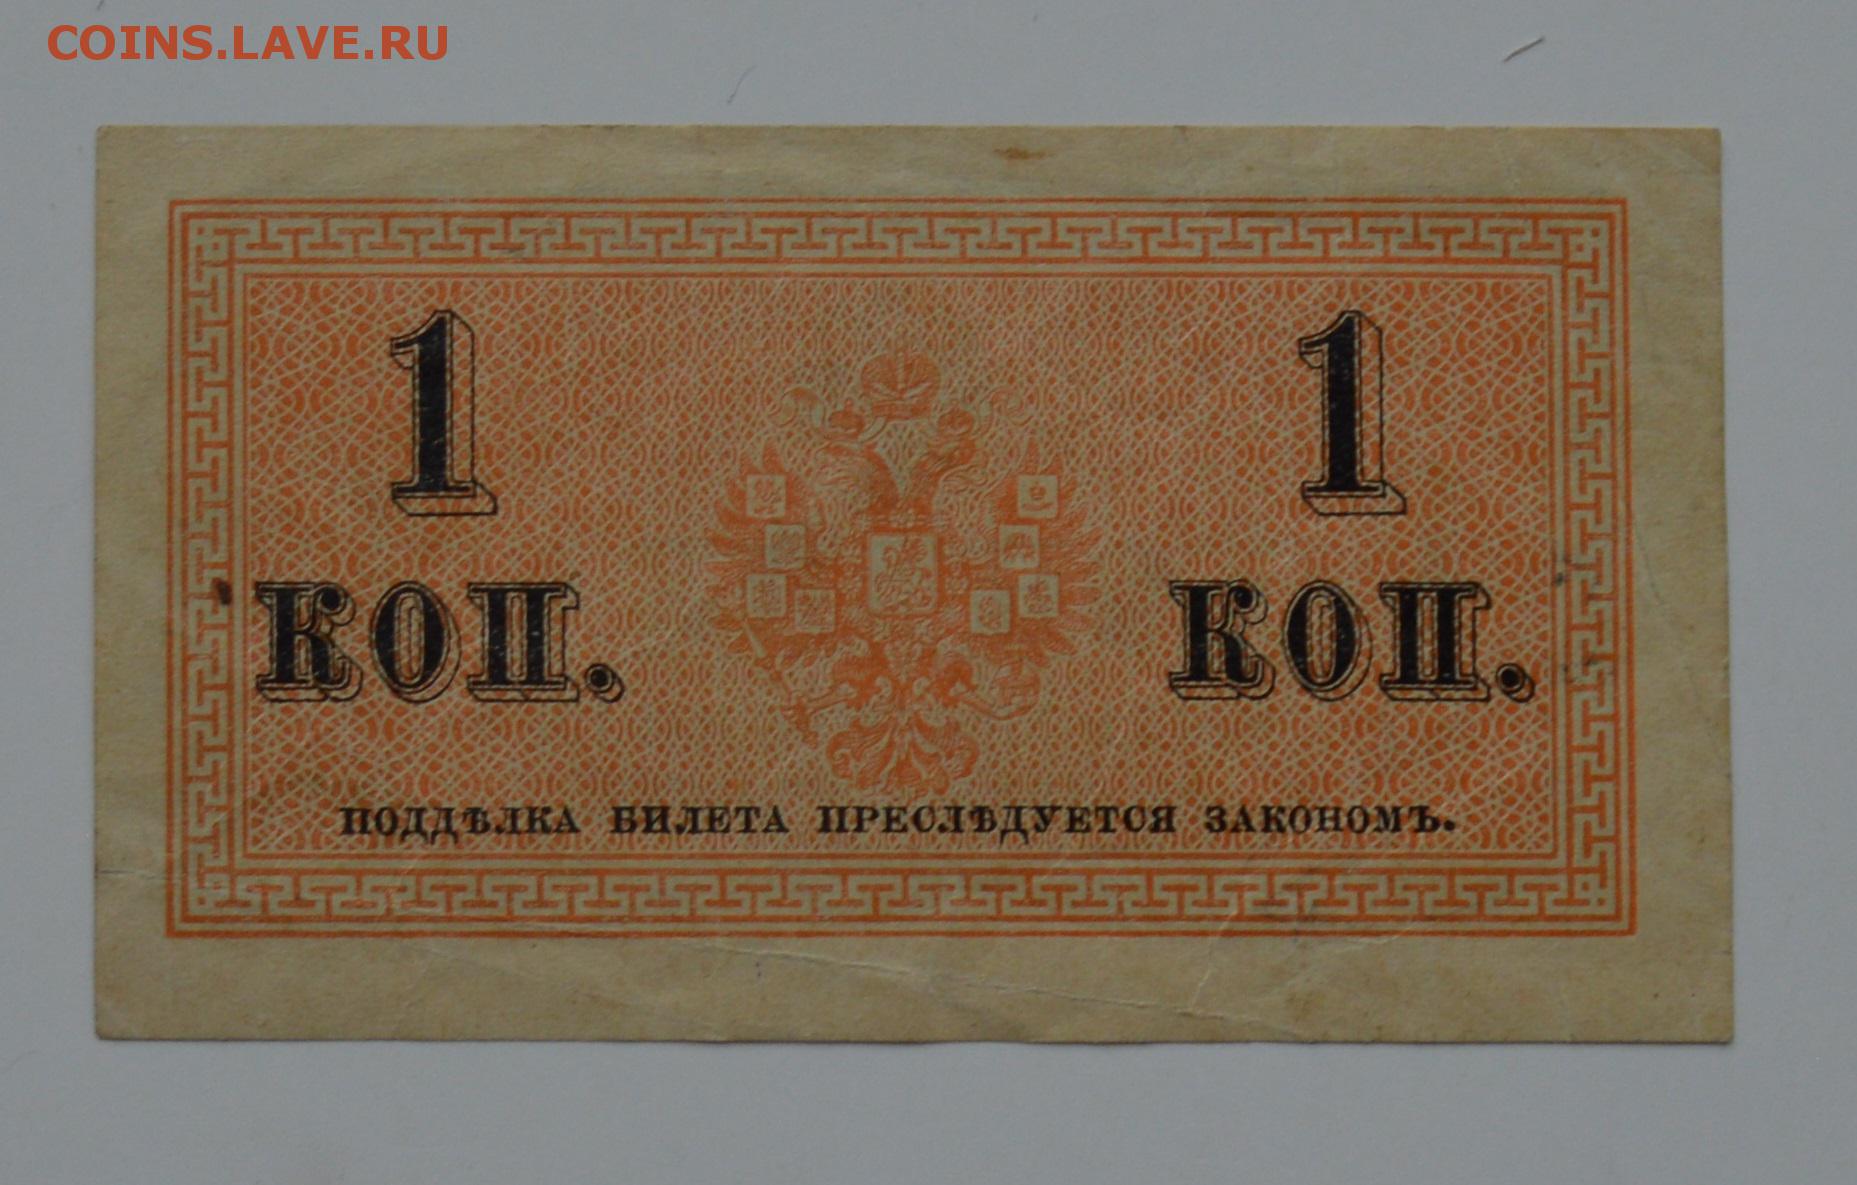 COINS.LAVE.RU
1 1
КОП. КОП.
ПОДДѢЛКА БИЛЕТА ПРЕСЛѢДУЕТСЯ ЗАКОНОМЪ.